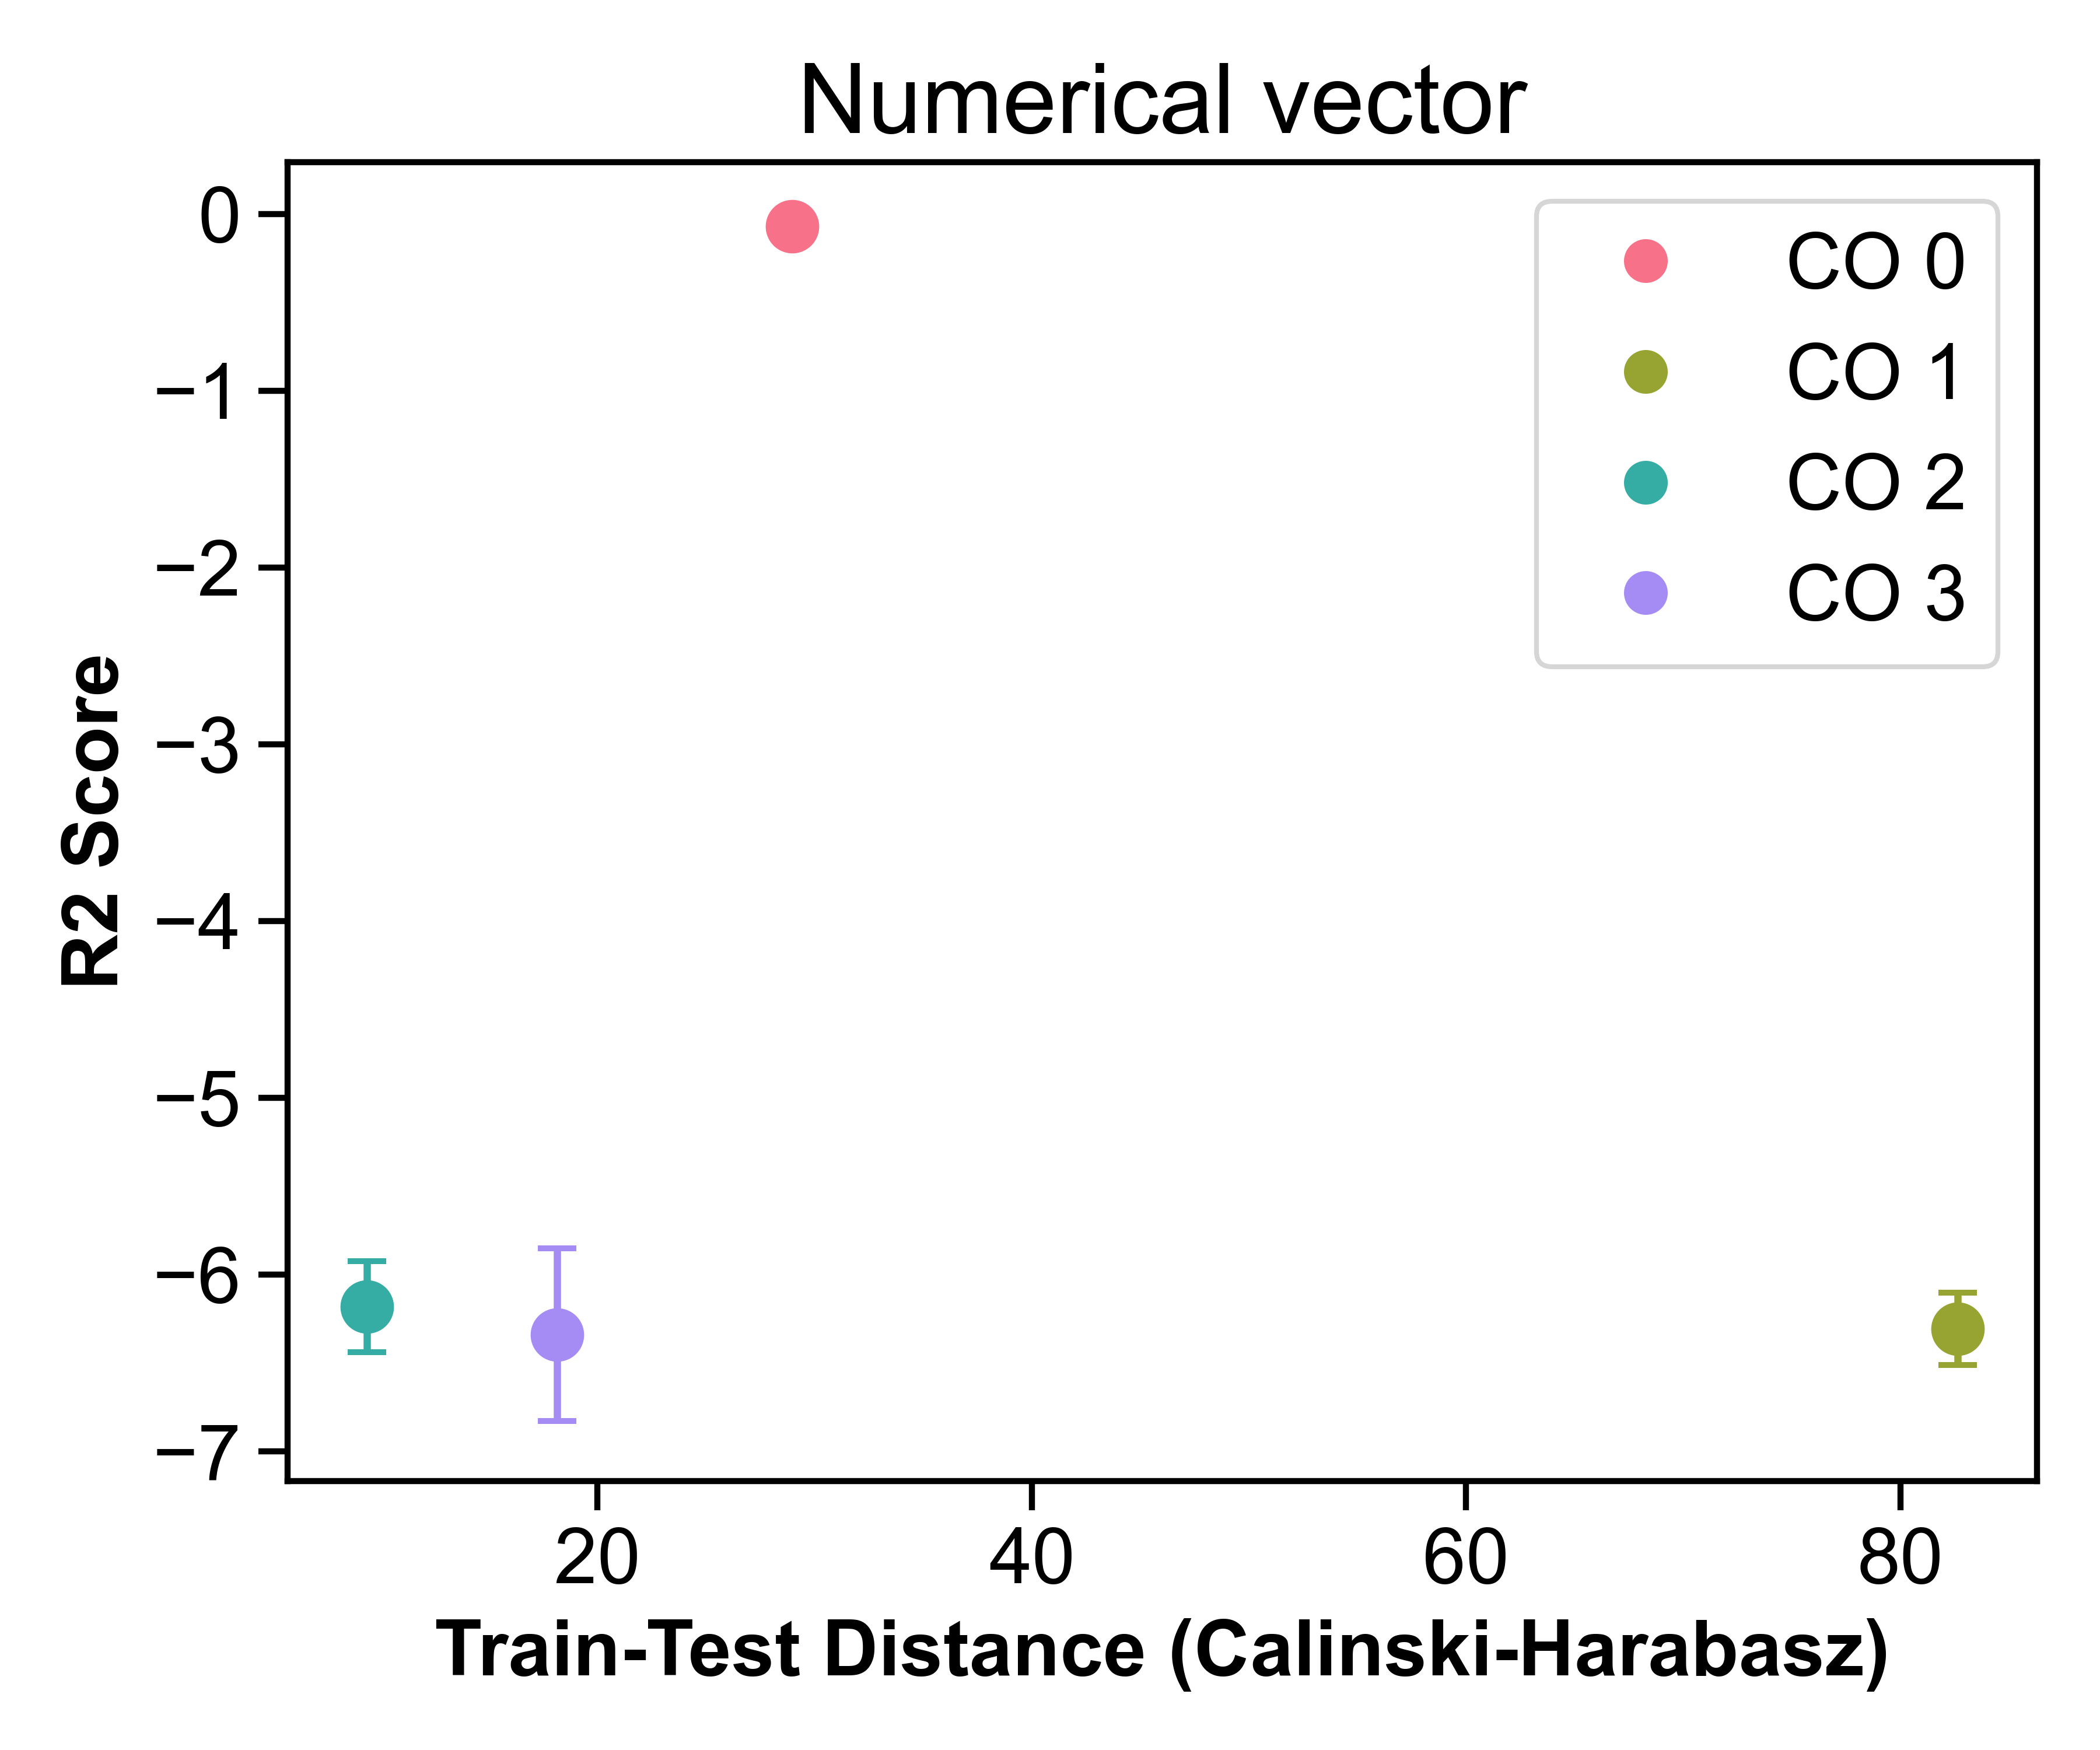 Numerical vector
0
−1
−2
−3
−4
−5
−6
−7
R2 Score
CO 0
CO 1
CO 2
CO 3
20 40 60 80
Train-Test Distance (Calinski-Harabasz)